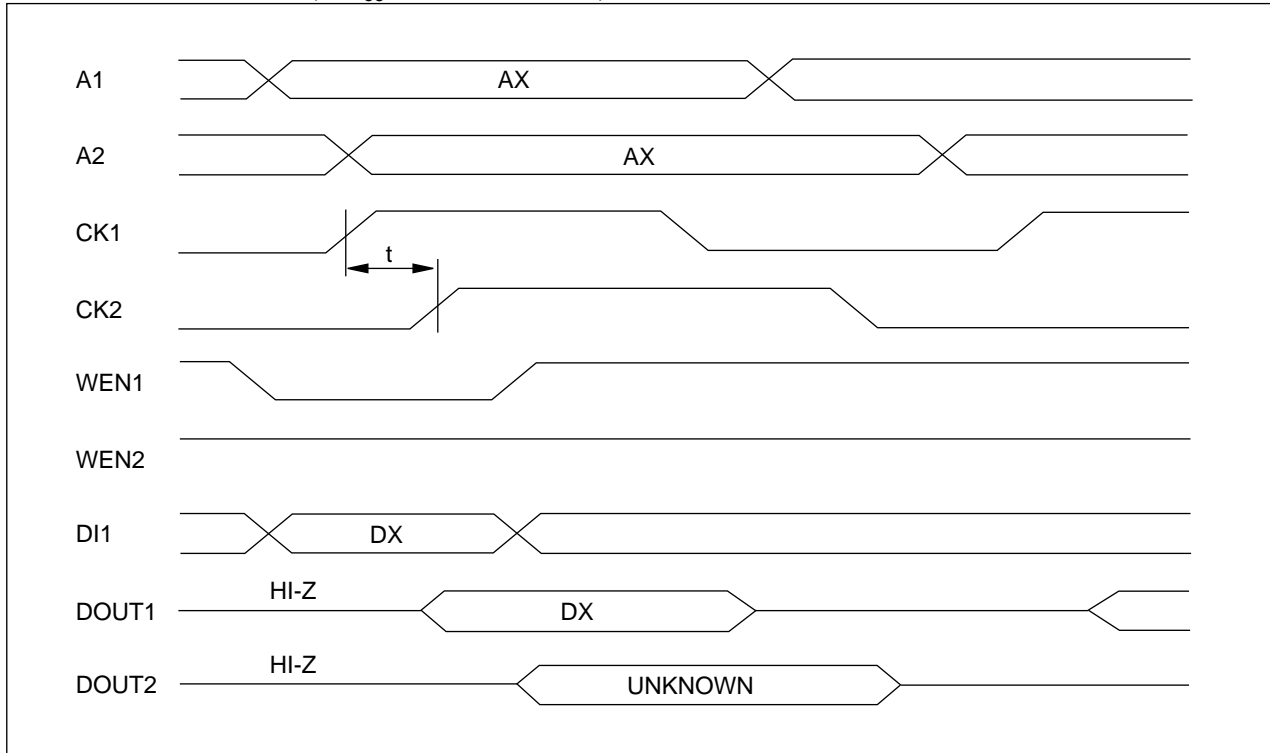 A1
AX
A2
AX
CK1
t
CK2
WEN1
WEN2
DI1
DX
HI-Z
DOUT1
DX
HI-Z
DOUT2
UNKNOWN